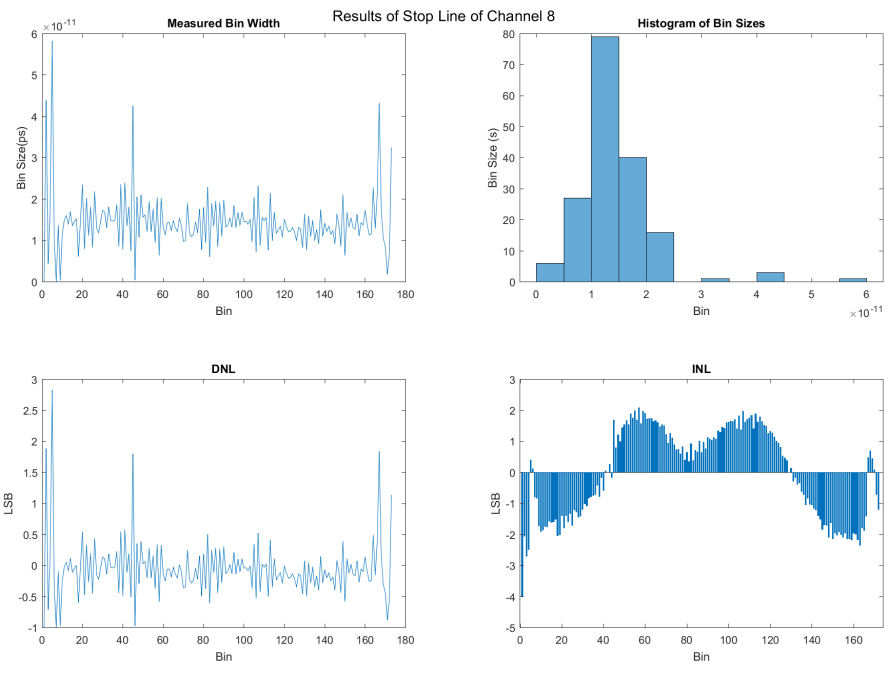 Results of Stop Line of Channel 8
Measured Bin Width
×10^-11
6
5
4
3
2
1
0
Bin Size(ps)
0 20 40 60 80 100 120 140 160 180
Bin
Histogram of Bin Sizes
80
70
60
50
40
30
20
10
0
Bin Size (s)
0 1 2 3 4 5 6
Bin
×10^-11
DNL
3
2.5
2
1.5
1
0.5
0
-0.5
-1
LSB
0 20 40 60 80 100 120 140 160 180
Bin
INL
3
2
1
0
-1
-2
-3
-4
-5
LSB
0 20 40 60 80 100 120 140 160
Bin